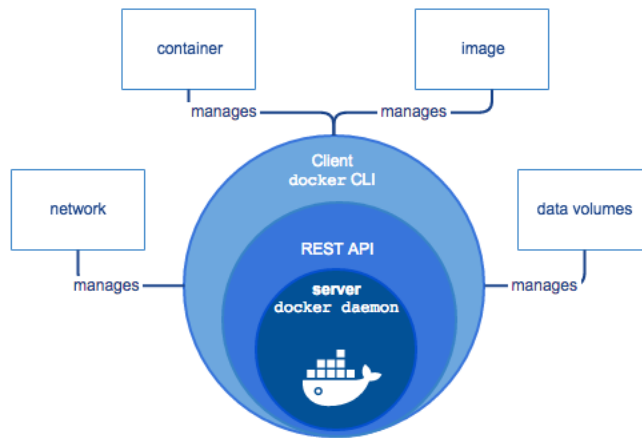 container
image
manages
manages
Client
docker CLI
network
data volumes
REST API
manages
server
docker daemon
manages